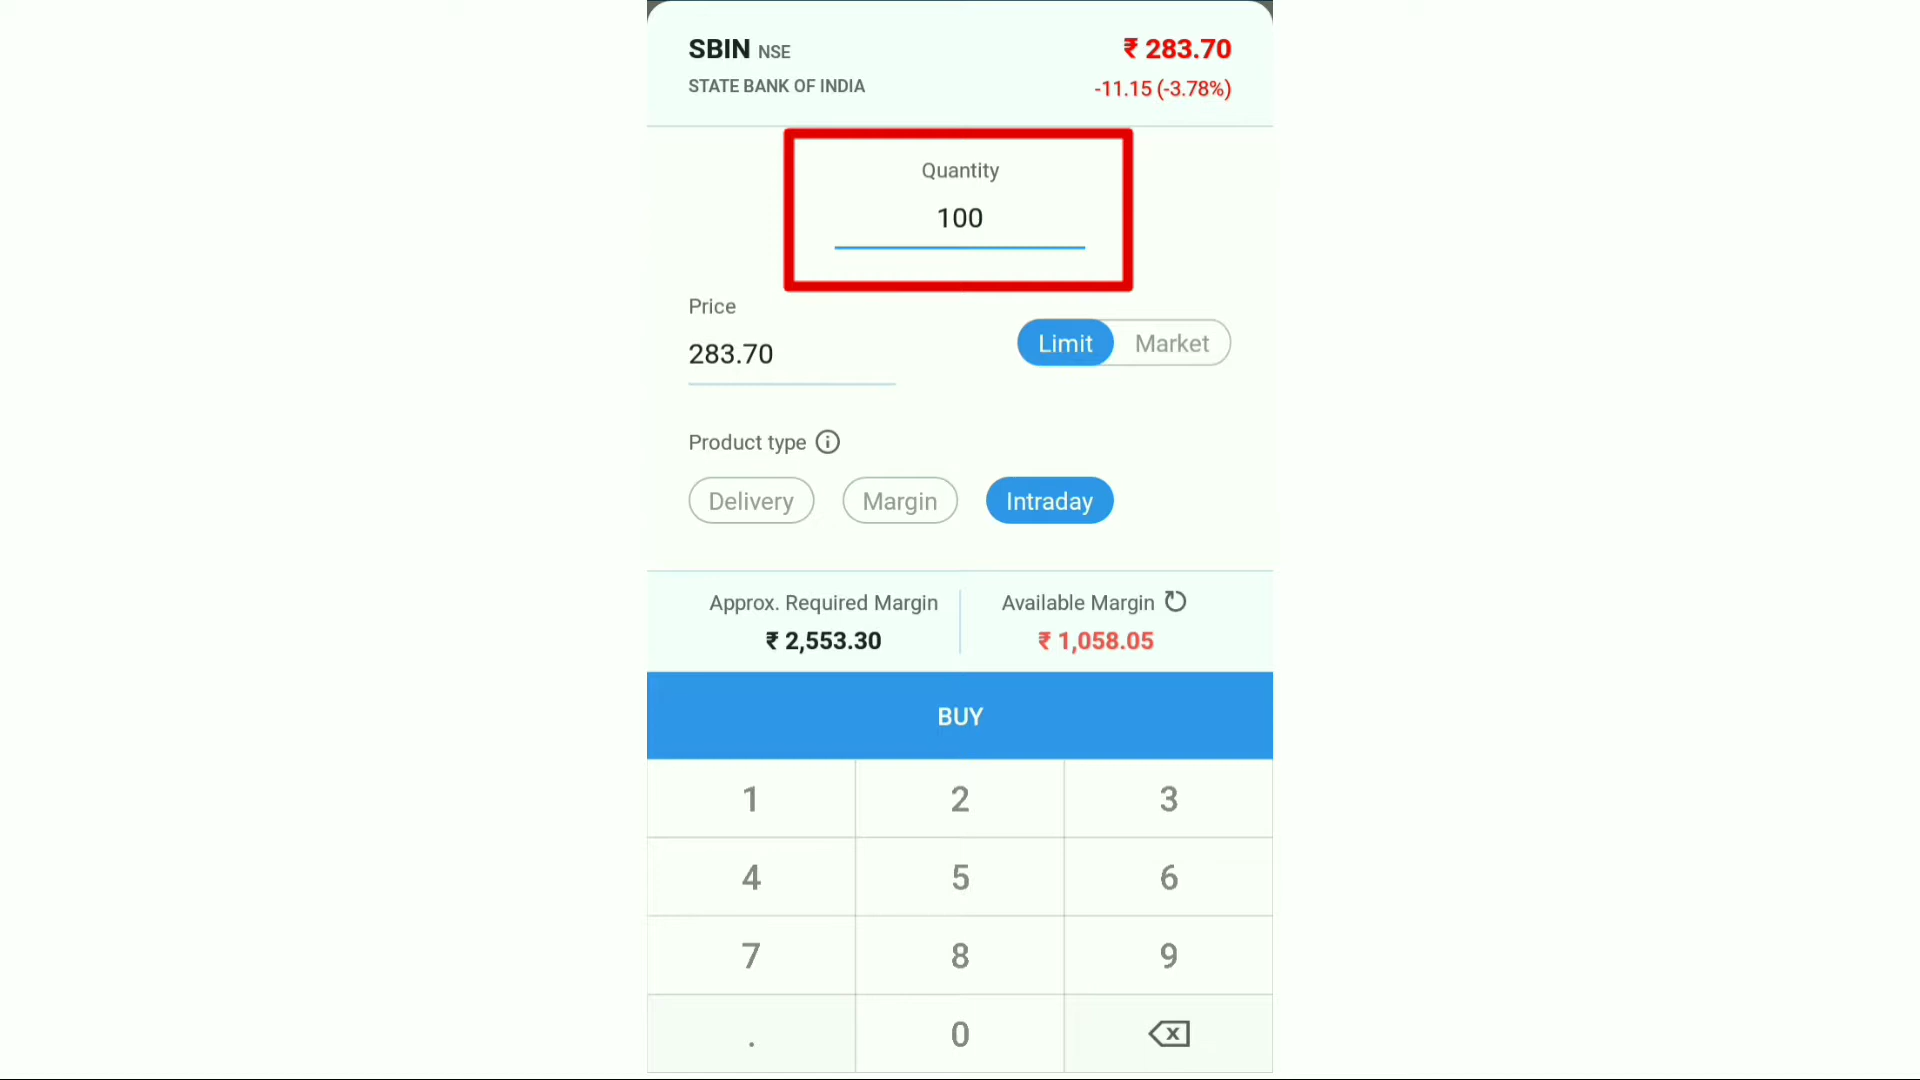 SBIN NSE
₹ 283.70
STATE BANK OF INDIA
-11.15 (-3.78%)
Quantity
100
Price
283.70
Limit
Market
Product type
Delivery
Margin
Intraday
Approx. Required Margin
₹ 2,553.30
Available Margin
₹ 1,058.05
BUY
1 2 3
4 5 6
7 8 9
. 0